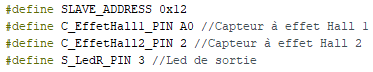 #define SLAVE_ADDRESS 0x12
#define C_EffetHall1_PIN A0 //Capteur à effet Hall 1
#define C_EffetHall2_PIN 2 //Capteur à effet Hall 2
#define S_LedR_PIN 3 //Led de sortie